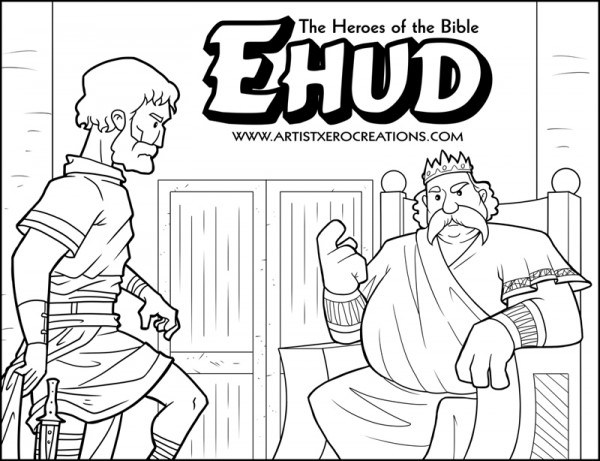 The Heroes of the Bible
EHUD
WWW.ARTISTXEROCREATIONS.COM